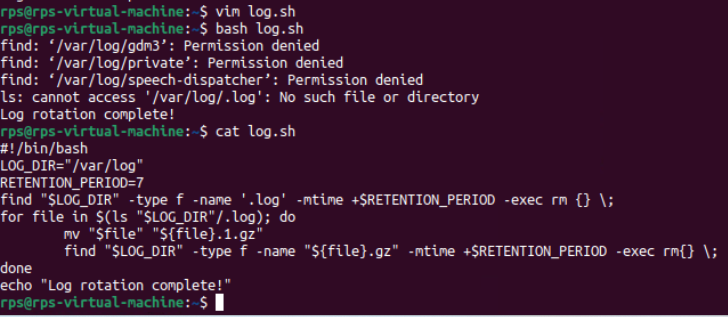 rps@rps-virtual-machine:~$ vim log.sh
rps@rps-virtual-machine:~$ bash log.sh
find: ‘/var/log/gdm3’: Permission denied
find: ‘/var/log/private’: Permission denied
find: ‘/var/log/speech-dispatcher’: Permission denied
ls: cannot access '/var/log/.log': No such file or directory
Log rotation complete!
rps@rps-virtual-machine:~$ cat log.sh
#!/bin/bash
LOG_DIR="/var/log"
RETENTION_PERIOD=7
find "$LOG_DIR" -type f -name '.log' -mtime +$RETENTION_PERIOD -exec rm {} \;
for file in $(ls "$LOG_DIR"/.log); do
        mv "$file" "${file}.1.gz"
        find "$LOG_DIR" -type f -name "${file}.gz" -mtime +$RETENTION_PERIOD -exec rm{} \;
done
echo "Log rotation complete!"
rps@rps-virtual-machine:~$